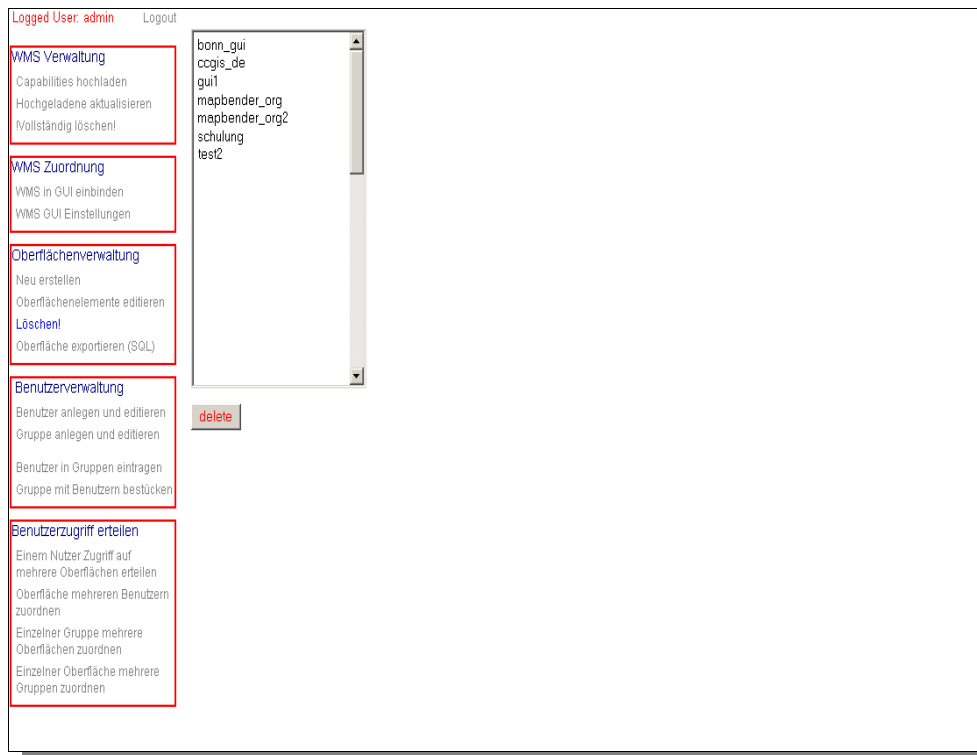 Logged User: admin Logout
WMS Verwaltung
Capabilities hochladen
Hochgeladene aktualisieren
!Vollständig löschen!
WMS Zuordnung
WMS in GUI einbinden
WMS GUI Einstellungen
Oberflächenverwaltung
Neu erstellen
Oberflächenelemente editieren
Löschen!
Oberfläche exportieren (SQL)
Benutzerverwaltung
Benutzer anlegen und editieren
Gruppe anlegen und editieren
Benutzer in Gruppen eintragen
Gruppe mit Benutzern bestücken
Benutzerzugriff erteilen
Einem Nutzer Zugriff auf
mehrere Oberflächen erteilen
Oberfläche mehreren Benutzern
zuordnen
Einzelner Gruppe mehrere
Oberflächen zuordnen
Einzelner Oberfläche mehrere
Gruppen zuordnen
bonn_gui
ccgis_de
gui1
mapbender_org
mapbender_org2
schulung
test2
delete